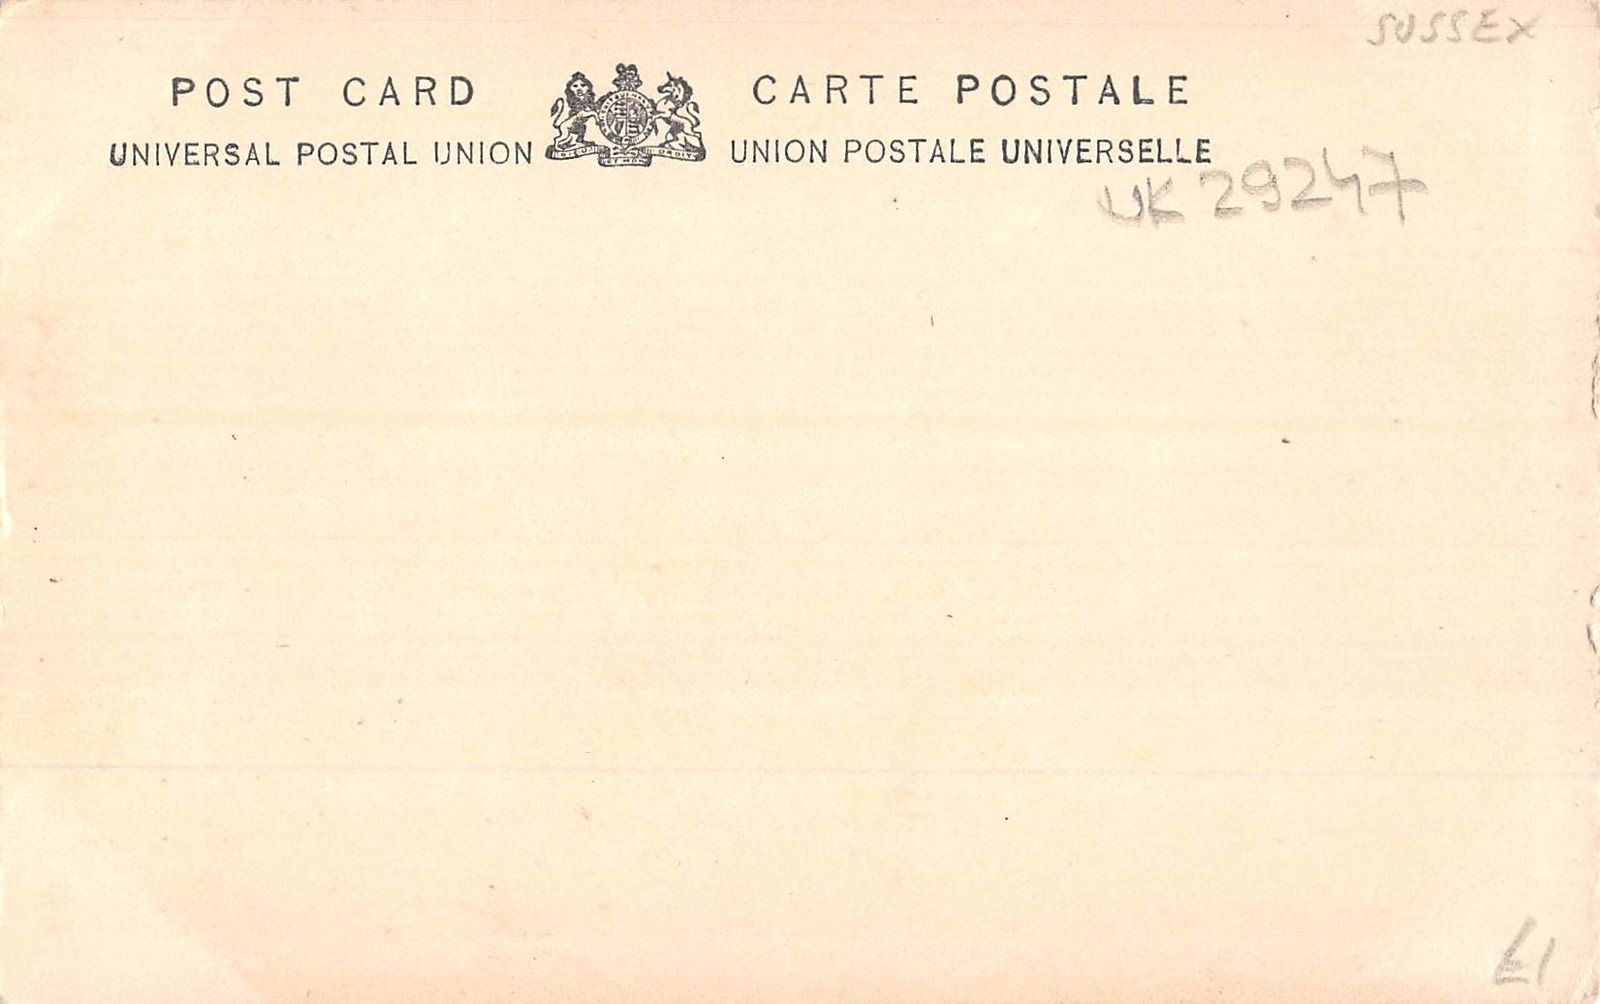 SUSSEX
POST CARD CARTE POSTALE
UNIVERSAL POSTAL UNION UNION POSTALE UNIVERSELLE
UK 29247
£1